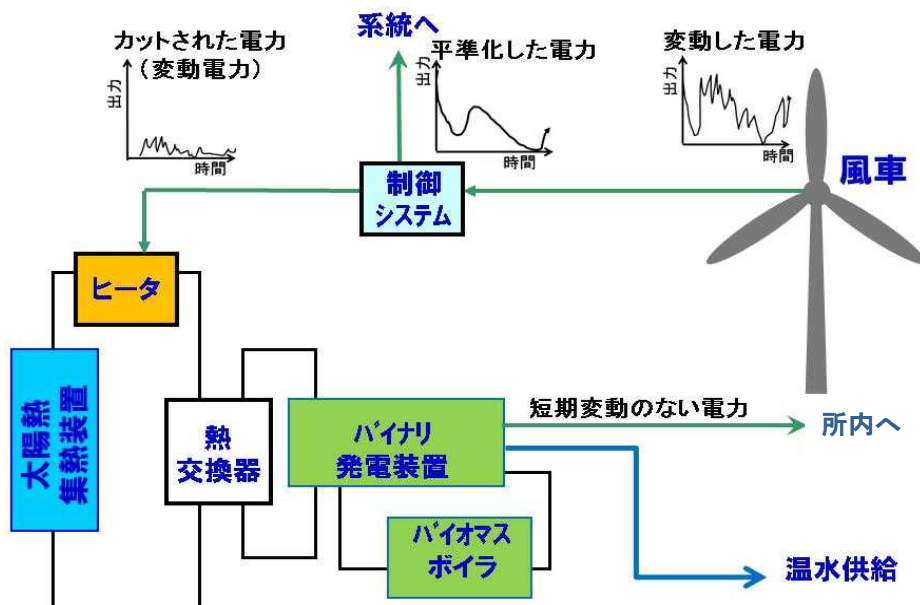 カットされた電力
（変動電力）
出力
時間
系統へ
平準化した電力
出力
時間
変動した電力
出力
時間
風車
制御
システム
ヒータ
太陽熱
集熱装置
熱
交換器
バイナリ
発電装置
短期変動のない電力
所内へ
バイオマス
ボイラ
温水供給